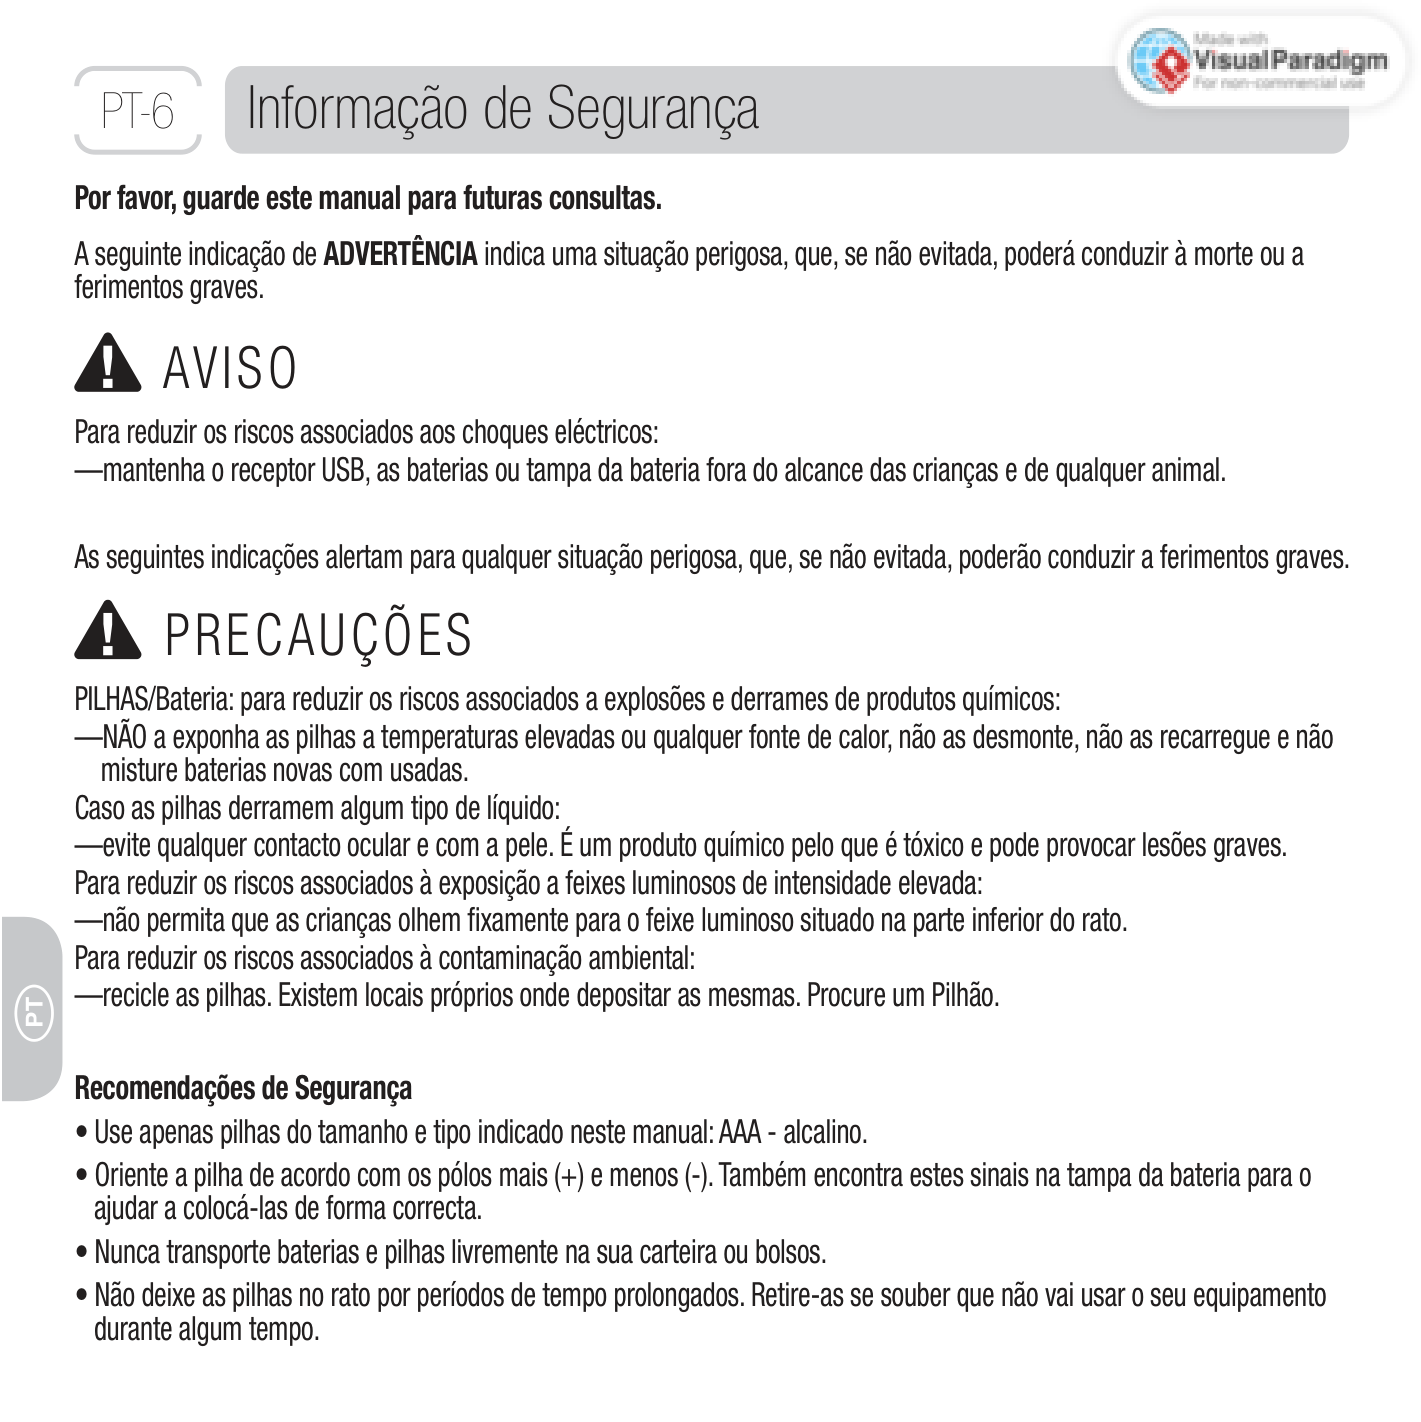 Made with
VisualParadigm
For non-commercial use
PT-6
Informação de Segurança
Por favor, guarde este manual para futuras consultas.
A seguinte indicação de ADVERTÊNCIA indica uma situação perigosa, que, se não evitada, poderá conduzir à morte ou a
ferimentos graves.
AVISO
Para reduzir os riscos associados aos choques eléctricos:
—mantenha o receptor USB, as baterias ou tampa da bateria fora do alcance das crianças e de qualquer animal.
As seguintes indicações alertam para qualquer situação perigosa, que, se não evitada, poderão conduzir a ferimentos graves.
PRECAUÇÕES
PILHAS/Bateria: para reduzir os riscos associados a explosões e derrames de produtos químicos:
—NÃO a exponha as pilhas a temperaturas elevadas ou qualquer fonte de calor, não as desmonte, não as recarregue e não
misture baterias novas com usadas.
Caso as pilhas derramem algum tipo de líquido:
—evite qualquer contacto ocular e com a pele. É um produto químico pelo que é tóxico e pode provocar lesões graves.
Para reduzir os riscos associados à exposição a feixes luminosos de intensidade elevada:
—não permita que as crianças olhem fixamente para o feixe luminoso situado na parte inferior do rato.
Para reduzir os riscos associados à contaminação ambiental:
—recicle as pilhas. Existem locais próprios onde depositar as mesmas. Procure um Pilhão.
PT
Recomendações de Segurança
• Use apenas pilhas do tamanho e tipo indicado neste manual: AAA - alcalino.
• Oriente a pilha de acordo com os pólos mais (+) e menos (-). Também encontra estes sinais na tampa da bateria para o
ajudar a colocá-las de forma correcta.
• Nunca transporte baterias e pilhas livremente na sua carteira ou bolsos.
• Não deixe as pilhas no rato por períodos de tempo prolongados. Retire-as se souber que não vai usar o seu equipamento
durante algum tempo.